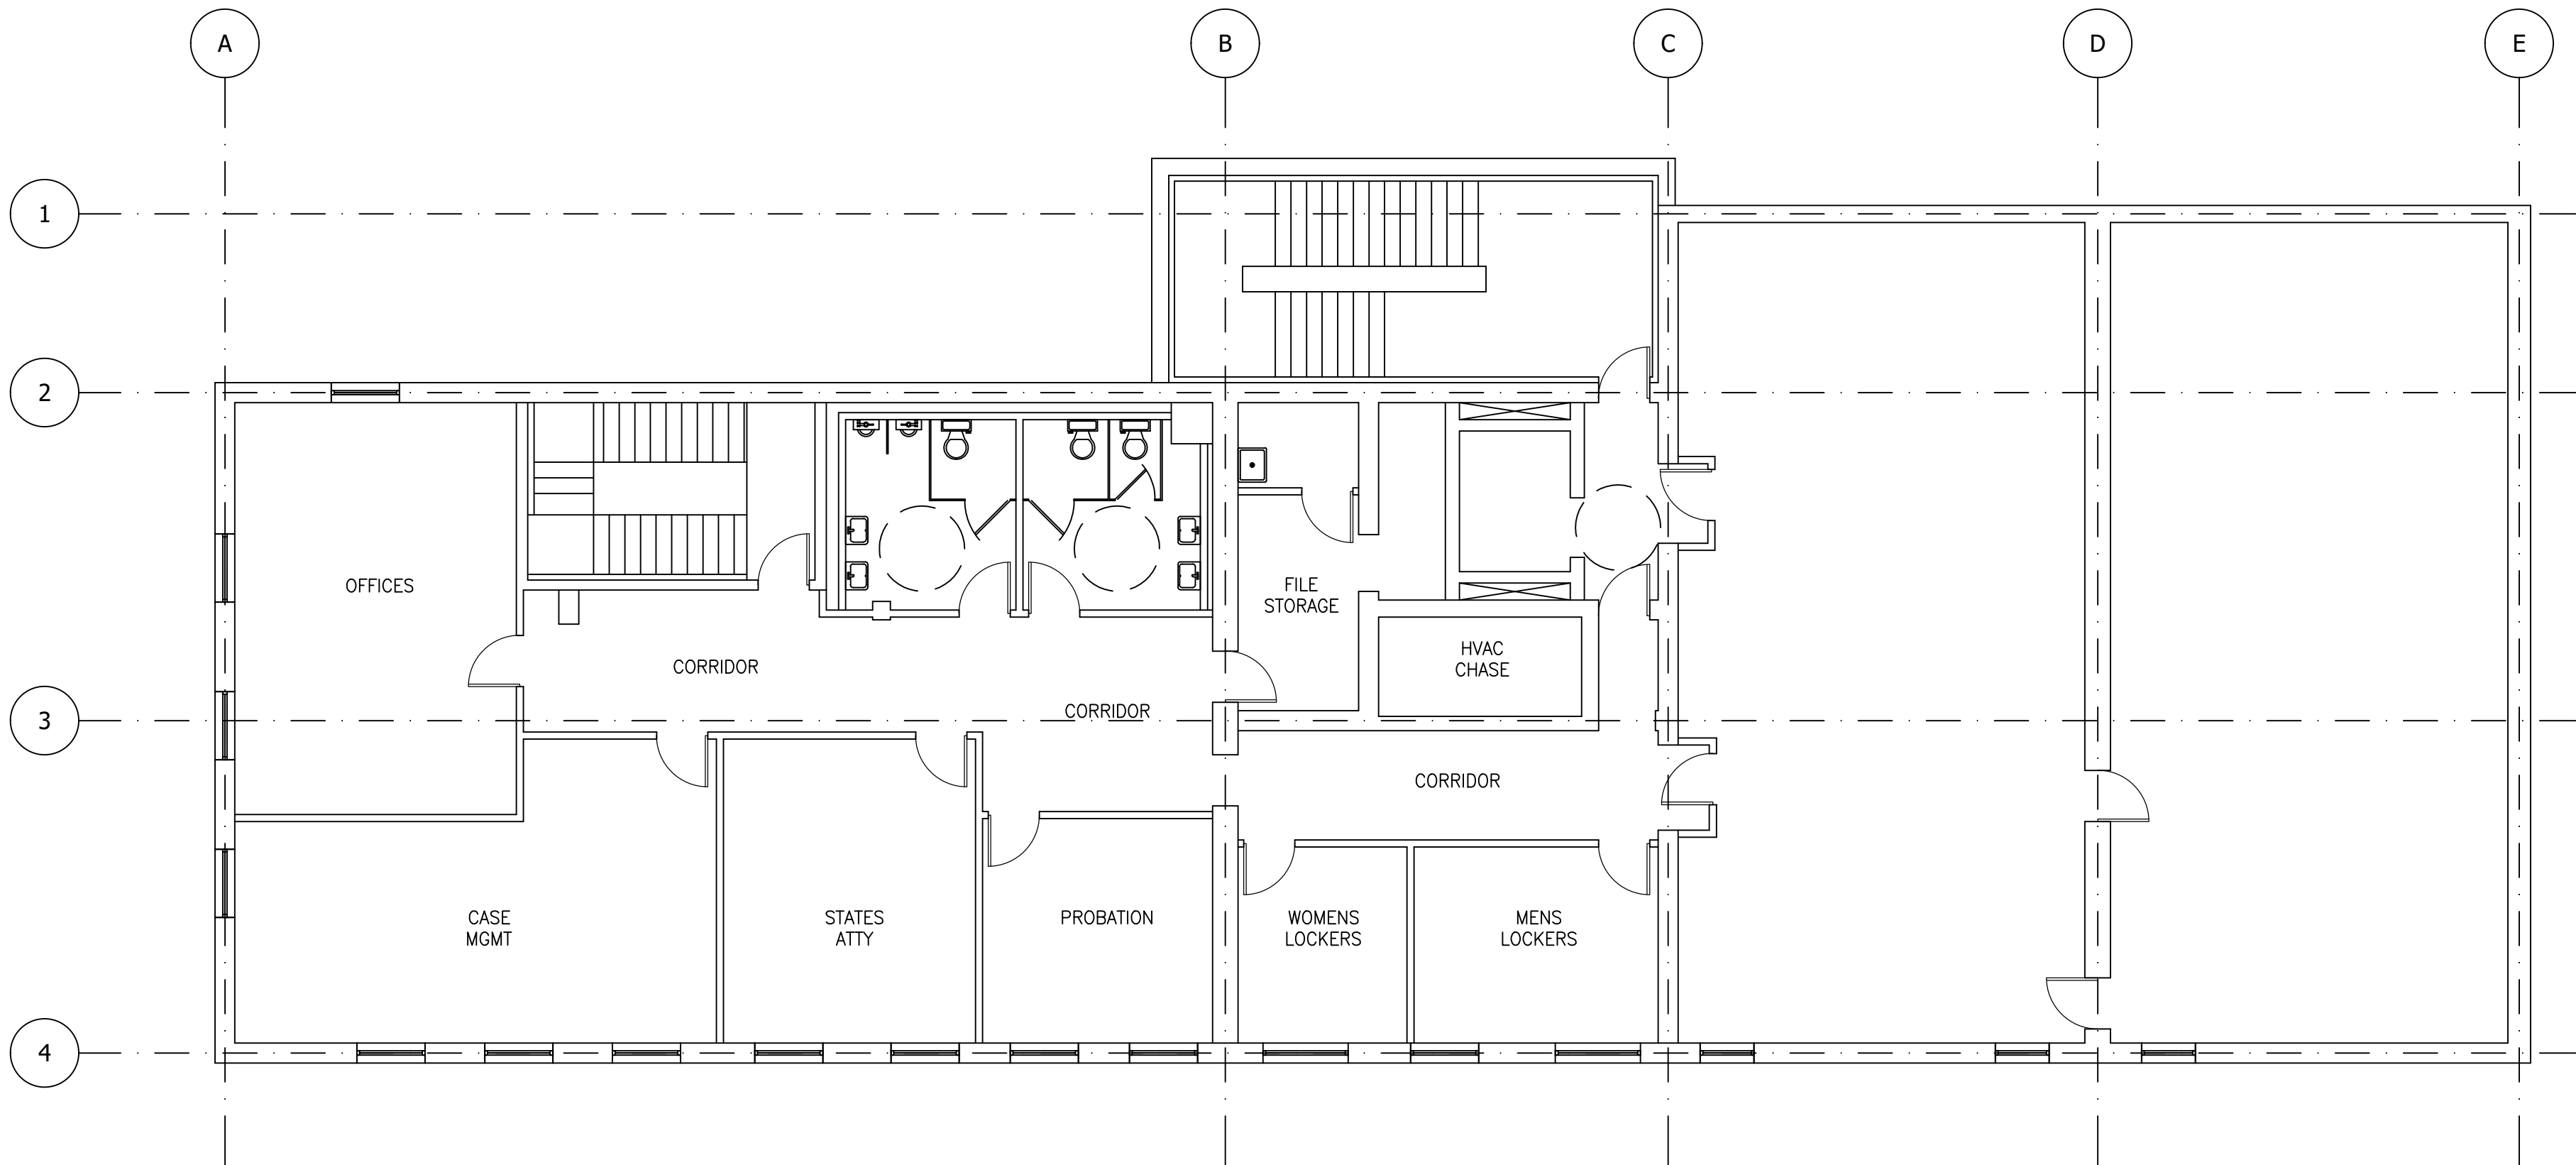 A
B
C
D
E
1
2
3
4
OFFICES
FILE
STORAGE
HVAC
CHASE
CORRIDOR
CORRIDOR
CORRIDOR
CASE
MGMT
STATES
ATTY
PROBATION
WOMENS
LOCKERS
MENS
LOCKERS